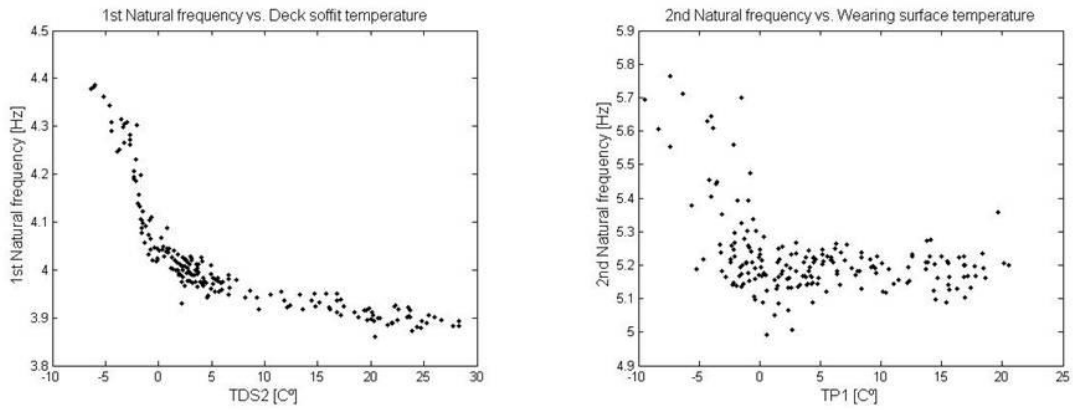 1st Natural frequency vs. Deck soffit temperature
4.5
4.4
4.3
4.2
4.1
4
3.9
3.8
1st Natural frequency [Hz]
-10 -5 0 5 10 15 20 25 30
TDS2 [Cº]
2nd Natural frequency vs. Wearing surface temperature
5.9
5.8
5.7
5.6
5.5
5.4
5.3
5.2
5.1
5
4.9
2nd Natural frequency [Hz]
-10 -5 0 5 10 15 20 25
TP1 [Cº]